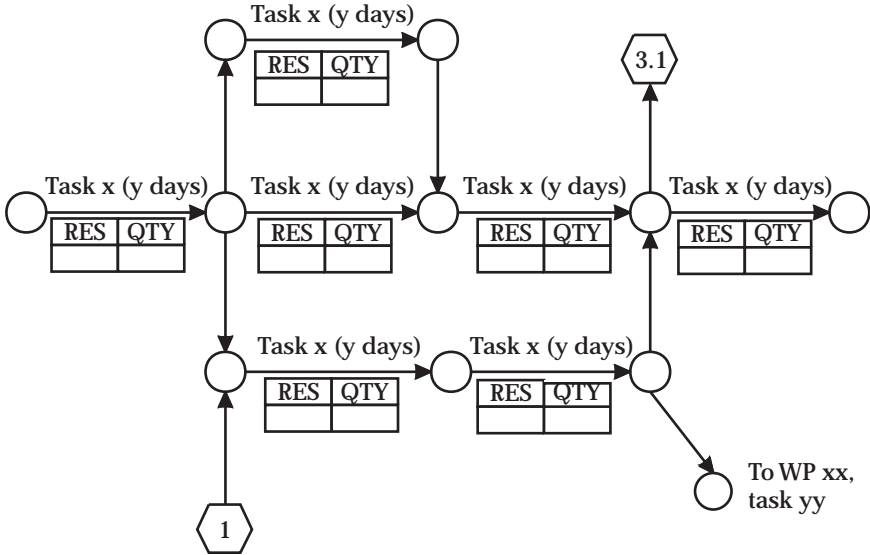 Task x (y days)
RES QTY
3.1
Task x (y days)
Task x (y days)
Task x (y days)
Task x (y days)
RES QTY
RES QTY
RES QTY
RES QTY
Task x (y days)
Task x (y days)
RES QTY
RES QTY
To WP xx,
task yy
1